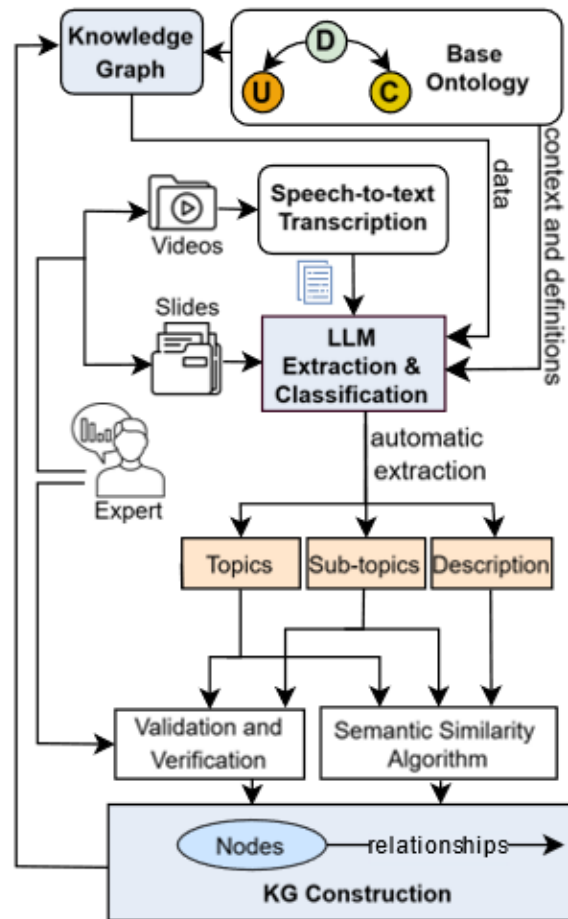 Knowledge
Graph
D
U
C
Base
Ontology
data
context and definitions
Videos
Speech-to-text
Transcription
Slides
LLM
Extraction &
Classification
Expert
automatic
extraction
Topics
Sub-topics
Description
Validation and
Verification
Semantic Similarity
Algorithm
Nodes
relationships
KG Construction